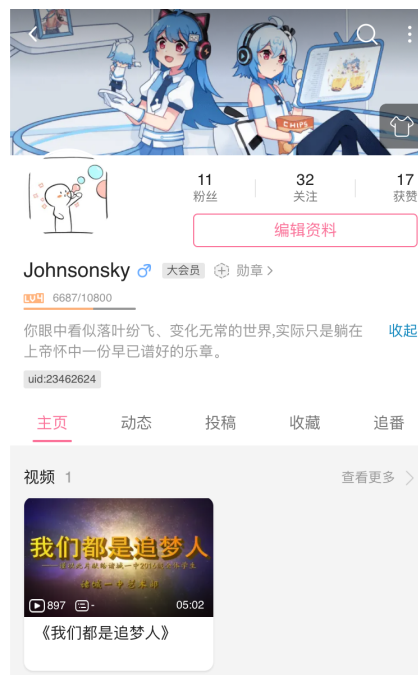 CHIPS
11
32
17
粉丝
关注
获赞
编辑资料
Johnsonsky ♂ 大会员 勋章 >
LV4 6687/10800
你眼中看似落叶纷飞、变化无常的世界,实际只是躺在 收起
上帝怀中一份早已谱好的乐章。
uid:23462624
主页 动态 投稿 收藏 追番
视频 1 查看更多 >
我们都是追梦人
897 - 05:02
《我们都是追梦人》